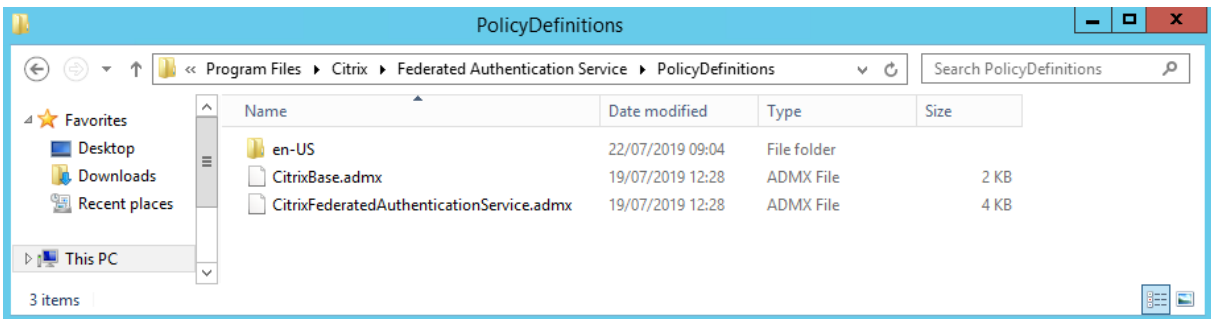 PolicyDefinitions
« Program Files Citrix Federated Authentication Service PolicyDefinitions Search PolicyDefinitions
Favorites
Desktop
Downloads
Recent places
This PC
Name Date modified Type Size
en-US 22/07/2019 09:04 File folder
CitrixBase.admx 19/07/2019 12:28 ADMX File 2 KB
CitrixFederatedAuthenticationService.admx 19/07/2019 12:28 ADMX File 4 KB
3 items